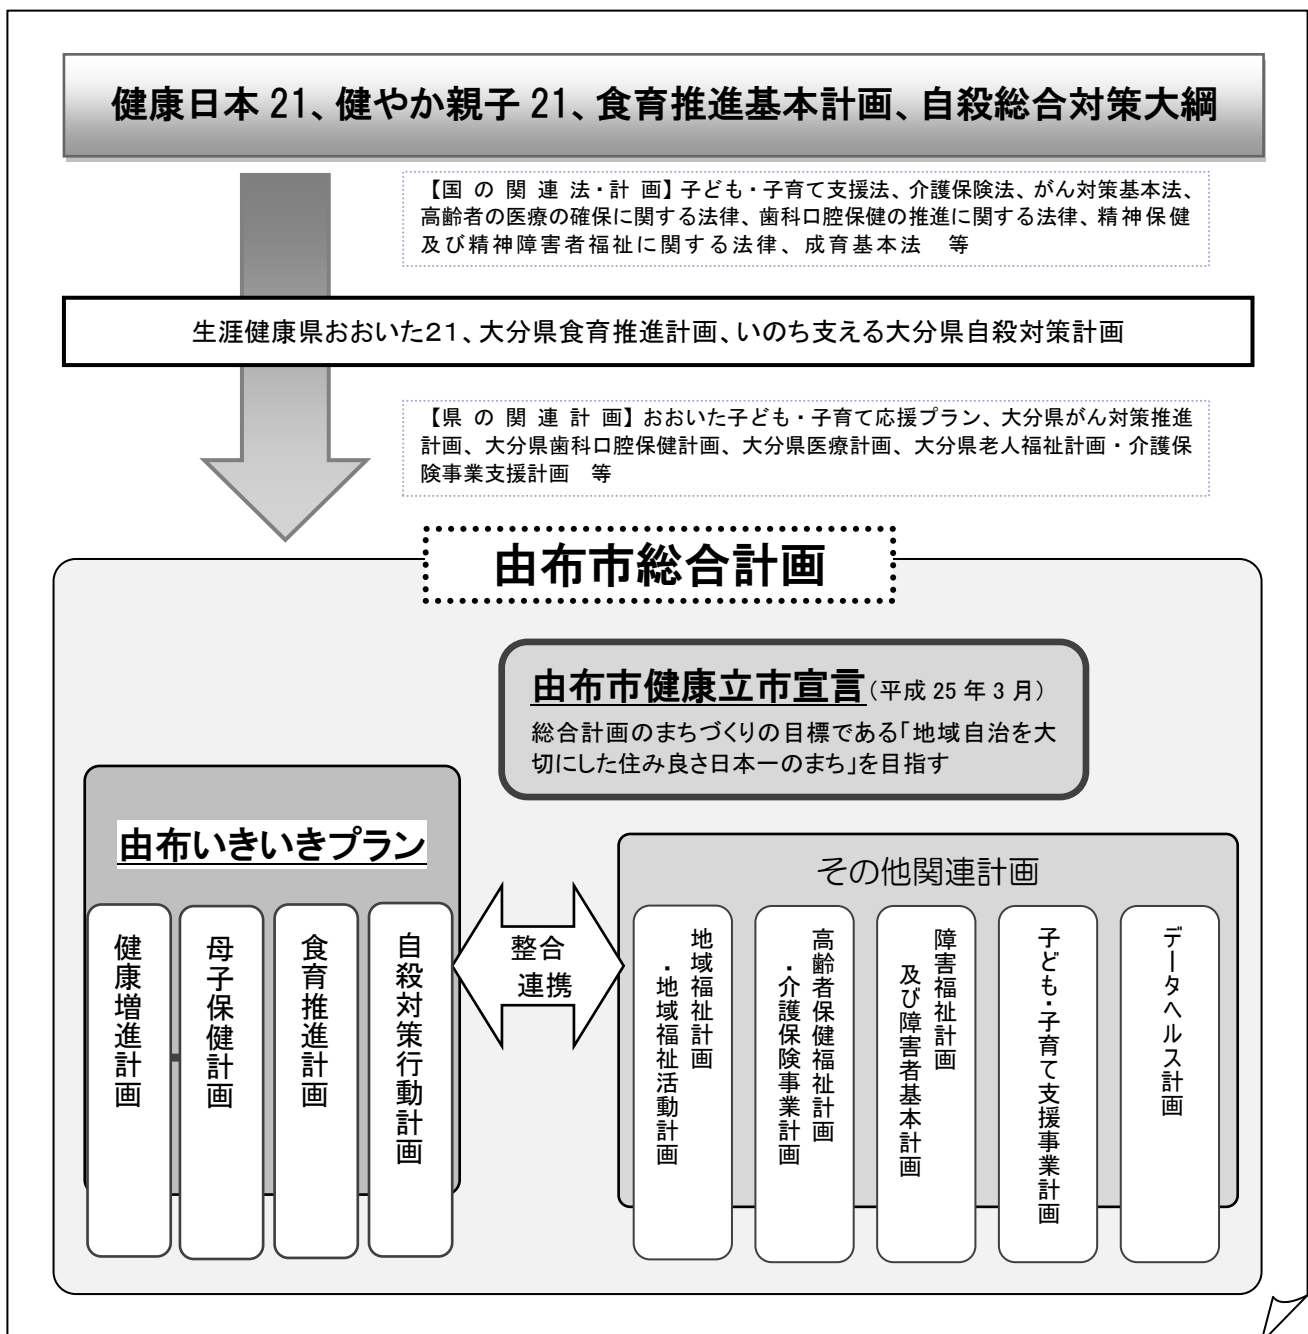 健康日本 21、健やか親子 21、食育推進基本計画、自殺総合対策大綱
【国 の 関 連 法・計 画】子ども・子育て支援法、介護保険法、がん対策基本法、
高齢者の医療の確保に関する法律、歯科口腔保健の推進に関する法律、精神保健
及び精神障害者福祉に関する法律、成育基本法　等
生涯健康県おおいた２１、大分県食育推進計画、いのち支える大分県自殺対策計画
【県 の 関 連 計 画】おおいた子ども・子育て応援プラン、大分県がん対策推進
計画、大分県歯科口腔保健計画、大分県医療計画、大分県老人福祉計画・介護保
険事業支援計画　等
由布市総合計画
由布市健康立市宣言（平成 25 年 3 月）
総合計画のまちづくりの目標である「地域自治を大
切にした住み良さ日本一のまち」を目指す
由布いきいきプラン
健康増進計画
母子保健計画
食育推進計画
自殺対策行動計画
整合
連携
その他関連計画
地域福祉計画
・地域福祉活動計画
高齢者保健福祉計画
・介護保険事業計画
障害福祉計画
及び障害者基本計画
子ども・子育て支援事業計画
データヘルス計画